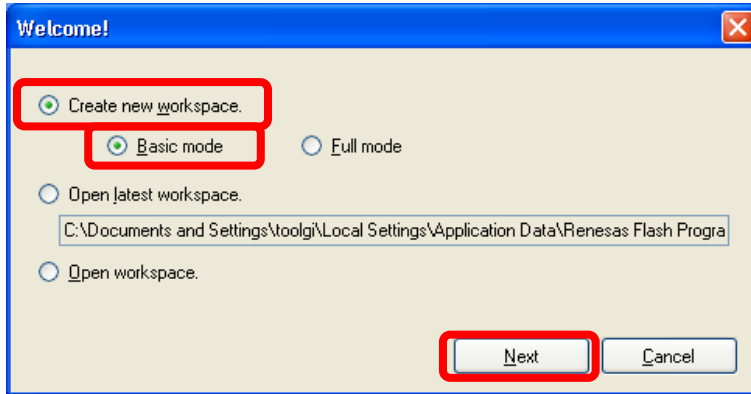 Welcome!
Create new workspace.
Basic mode Full mode
Open latest workspace.
C:\Documents and Settings\toolgi\Local Settings\Application Data\Renesas Flash Progra
Open workspace.
Next Cancel